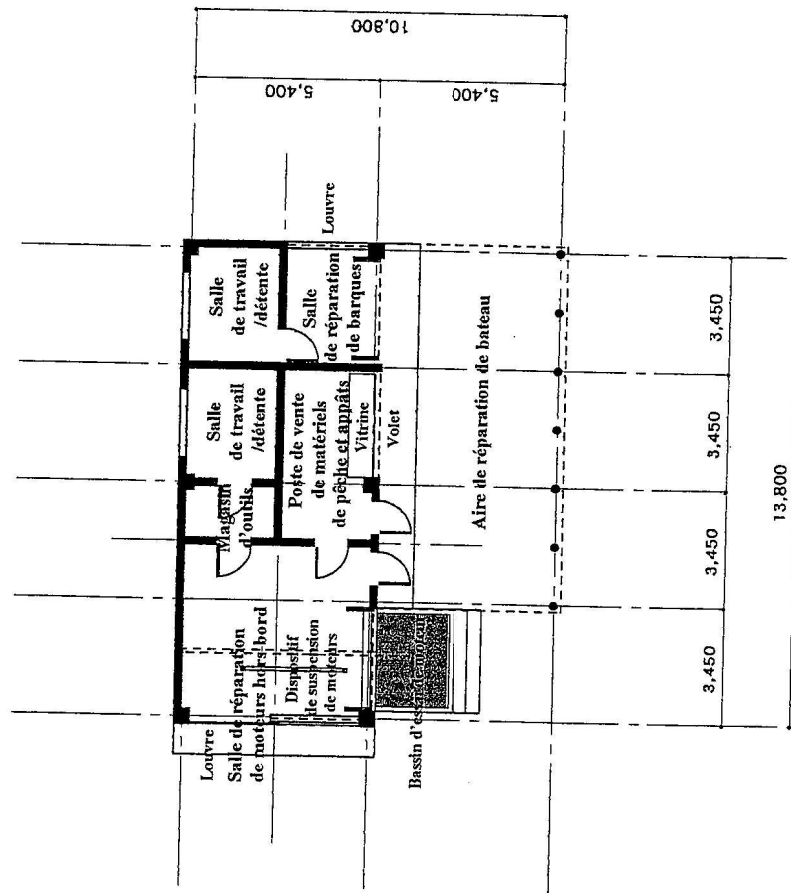 10,800
5,400
5,400
Louvre
Salle
de travail
/détente
Salle
de réparation
de barques
Salle
de travail
/détente
Poste de vente
de matériels
de pêche et appâts
Vitrine
Volet
Magasin
d'outils
Aire de réparation de bateau
Dispositif
de suspension
de moteurs
Louvre
Salle de réparation
de moteurs hors-bord
Bassin d'essai de moteur
3,450
3,450
3,450
3,450
13,800